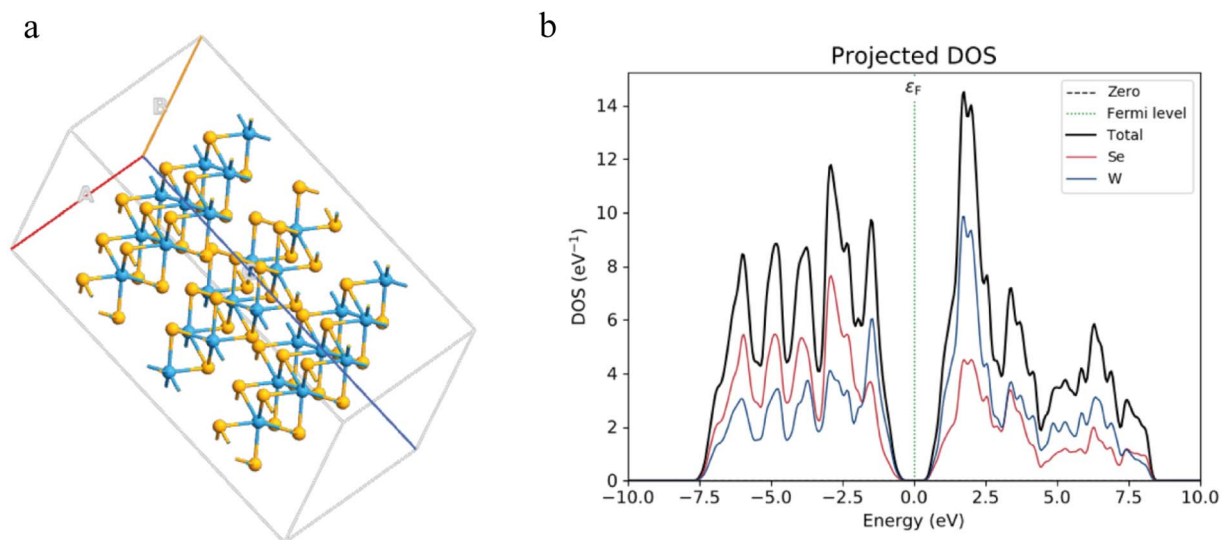 a
b
B
A
Projected DOS
εF
Zero
Fermi level
Total
Se
W
DOS (eV−1)
14
12
10
8
6
4
2
0
−10.0 −7.5 −5.0 −2.5 0.0 2.5 5.0 7.5 10.0
Energy (eV)